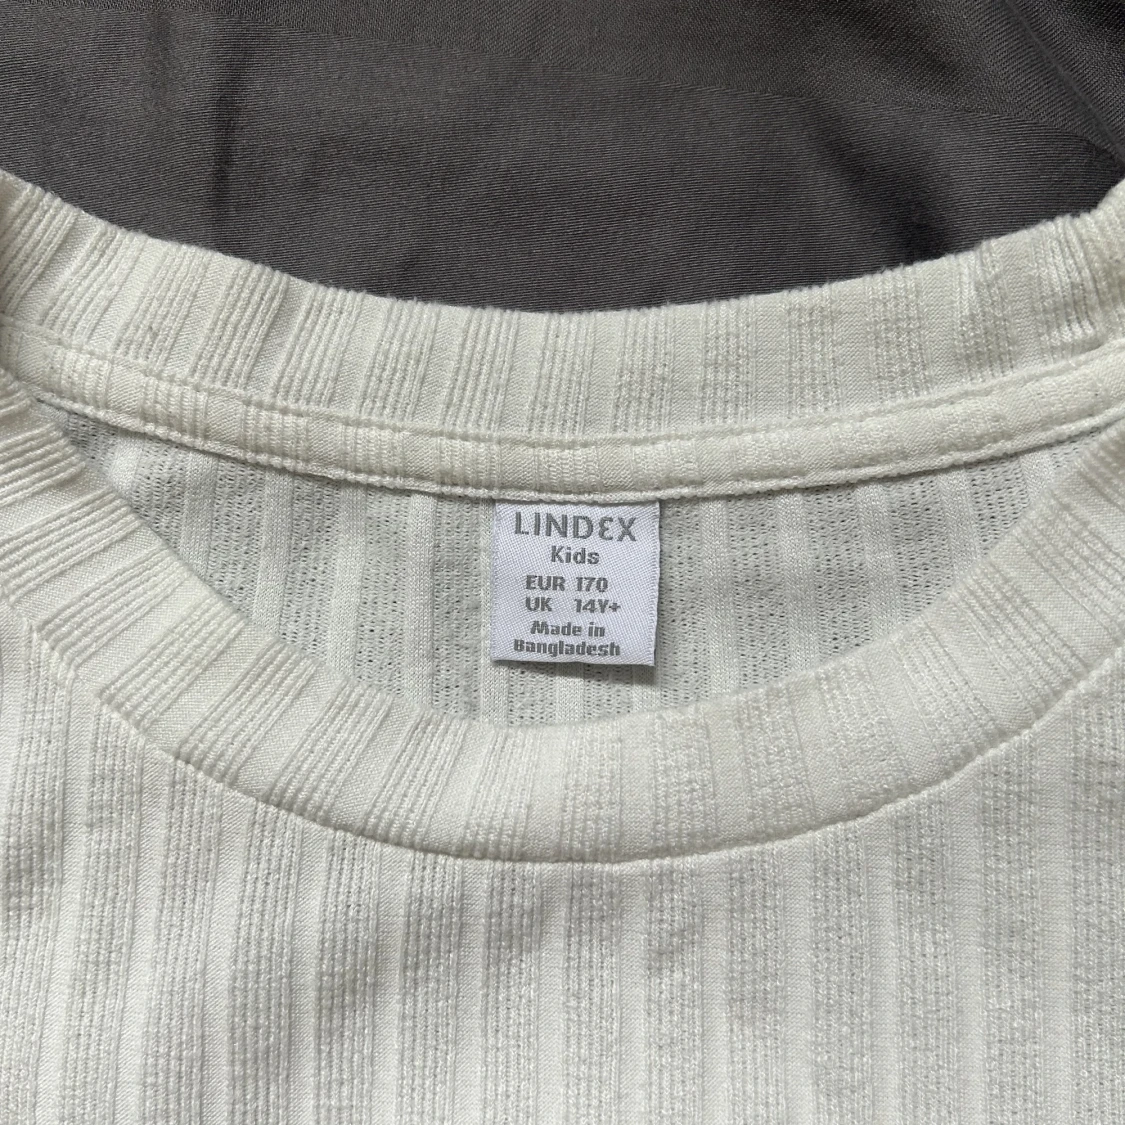 LINDEX
Kids
EUR 170
UK 14Y+
Made in
Bangladesh